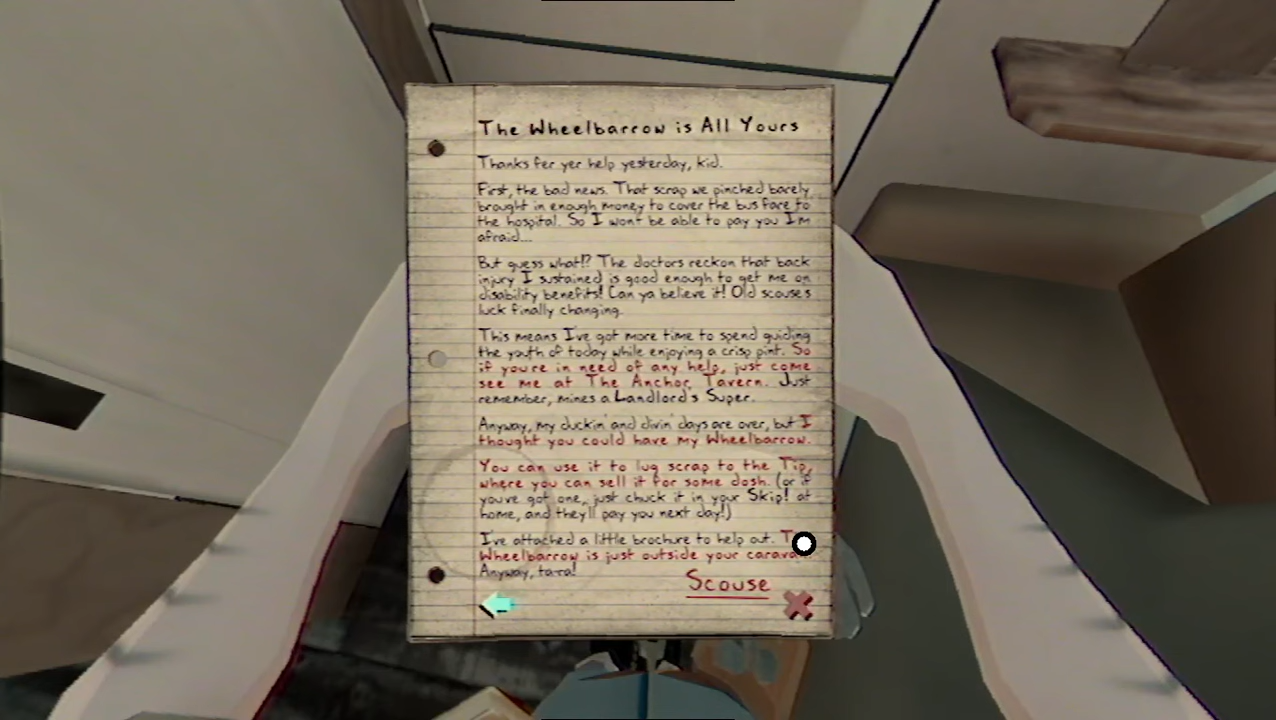 The Wheelbarrow is All Yours
Thanks fer yer help yesterday, kid.
First, the bad news. That scrap we pinched barely
brought in enough money to cover the bus fare to
the hospital. So I wont be able to pay you I'm
afraid...
But guess what!? The doctors reckon that back
injury I sustained is good enough to get me on
disability benefits! Can ya believe it! Old scouse's
luck finally changing.
This means I've got more time to spend guiding
the youth of today while enjoying a crisp pint. So
if you're in need of any help, just come
see me at The Anchor Tavern. Just
remember, mines a Landlord's Super.
Anyway, my duckin' and divin' days are over, but I
thought you could have my Wheelbarrow.
You can use it to lug scrap to the Tip,
where you can sell it for some dosh. (or if
you've got one, just chuck it in your Skip! at
home, and they'll pay you next day!)
I've attached a little brochure to help out.
Wheelbarrow is just outside your
Anyway, ta-ra!
Scouse